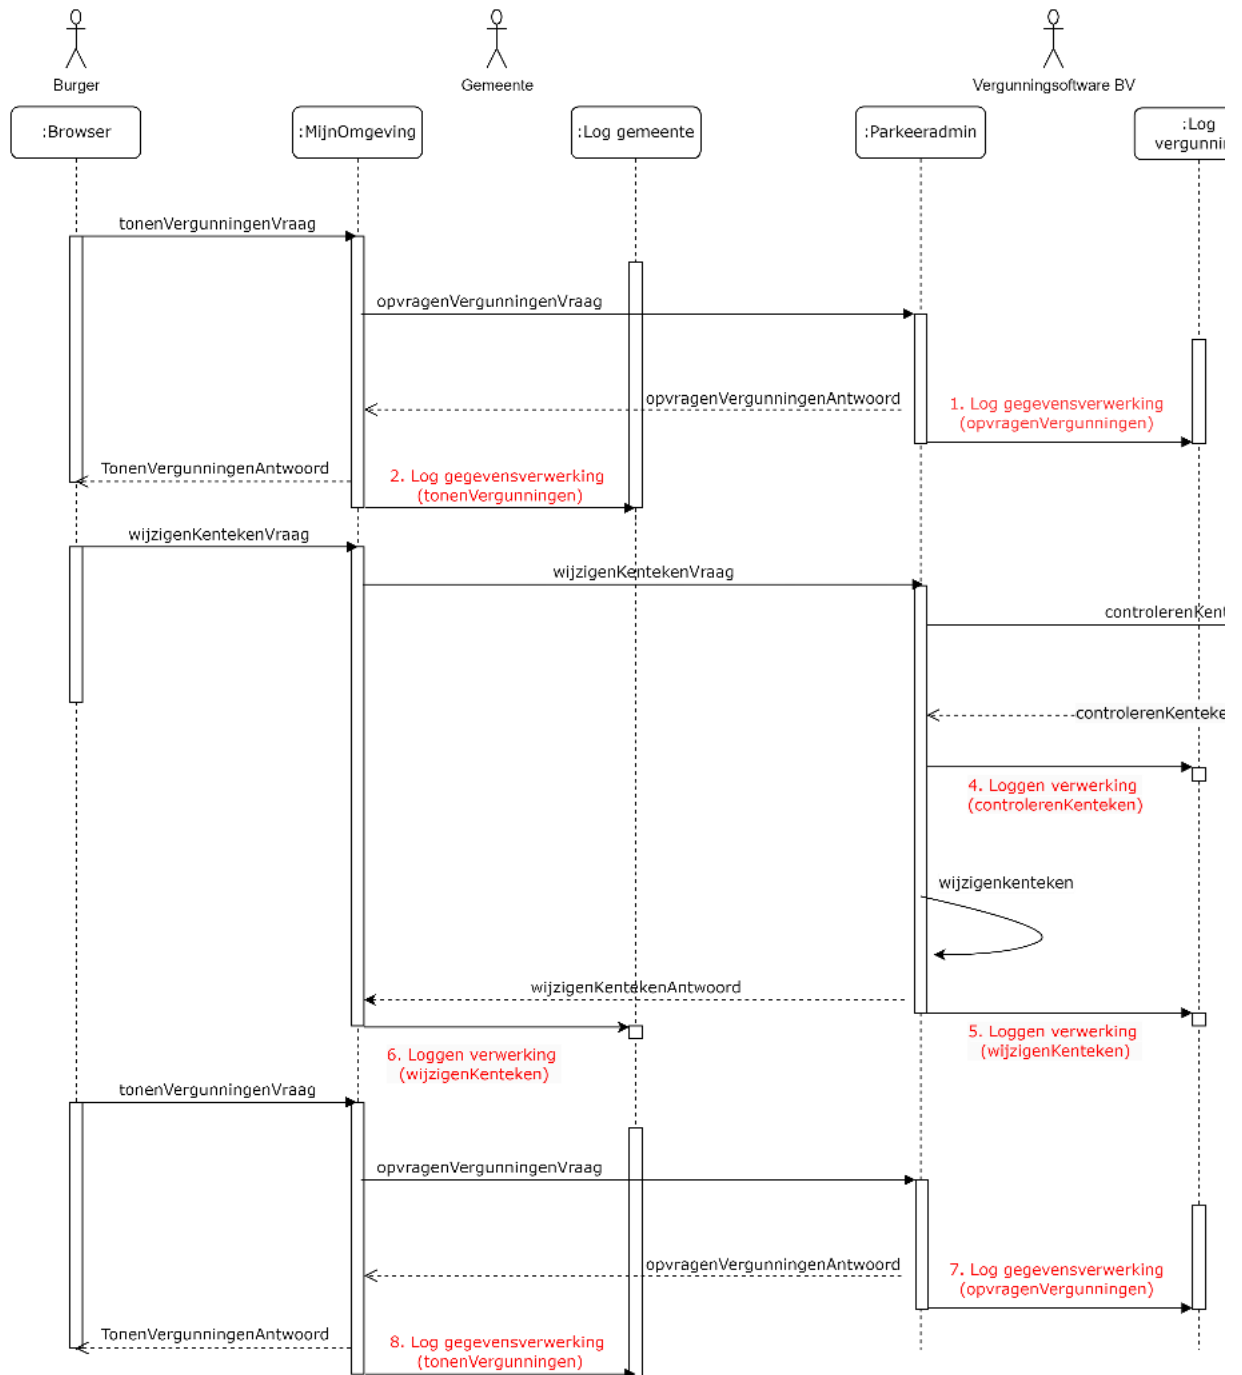 Burger
Gemeente
Vergunningsoftware BV
:Browser
:MijnOmgeving
:Log gemeente
:Parkeeradmin
:Log
tonenVergunningenVraag
opvragenVergunningenVraag
opvragenVergunningenAntwoord
1. Log gegevensverwerking
(opvragenVergunningen)
TonenVergunningenAntwoord
2. Log gegevensverwerking
(tonenVergunningen)
wijzigenKentekenVraag
wijzigenKentekenVraag
4. Loggen verwerking
(controlerenKenteken)
wijzigenkenteken
wijzigenKentekenAntwoord
5. Loggen verwerking
(wijzigenKenteken)
6. Loggen verwerking
(wijzigenKenteken)
tonenVergunningenVraag
opvragenVergunningenVraag
opvragenVergunningenAntwoord
7. Log gegevensverwerking
(opvragenVergunningen)
TonenVergunningenAntwoord
8. Log gegevensverwerking
(tonenVergunningen)